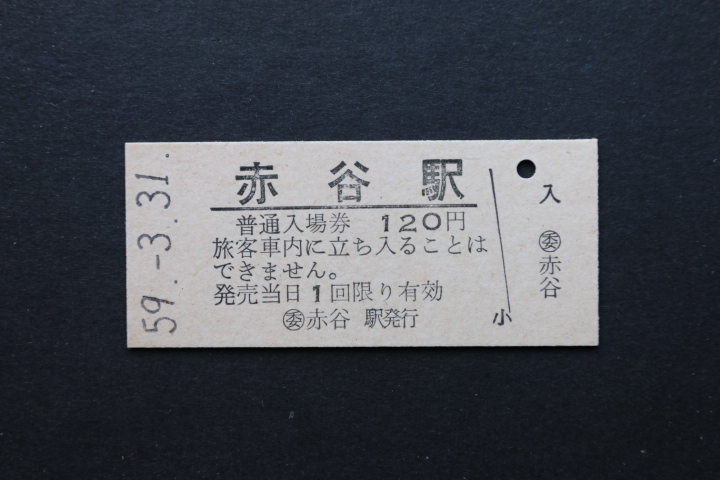 59.-3.31.
赤谷駅
普通入場券 120円
旅客車内に立ち入ることは
できません。
発売当日1回限り有効
㊂赤谷 駅発行
小
入
㊂赤谷